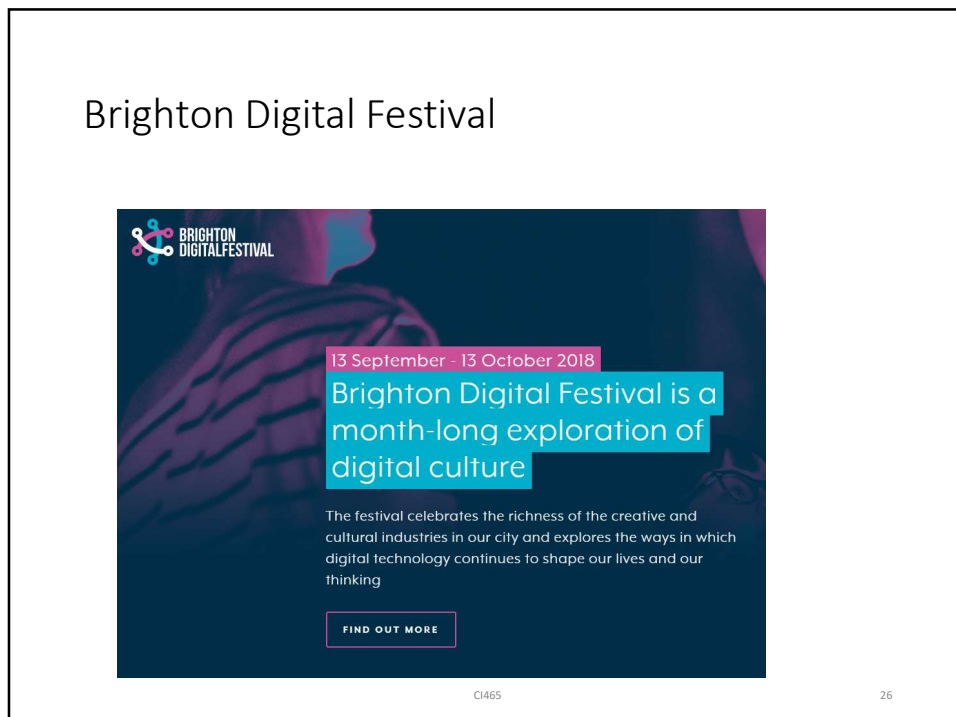 Brighton Digital Festival
BRIGHTON
DIGITALFESTIVAL
13 September - 13 October 2018
Brighton Digital Festival is a
month-long exploration of
digital culture
The festival celebrates the richness of the creative and
cultural industries in our city and explores the ways in which
digital technology continues to shape our lives and our
thinking
FIND OUT MORE
CI465
26